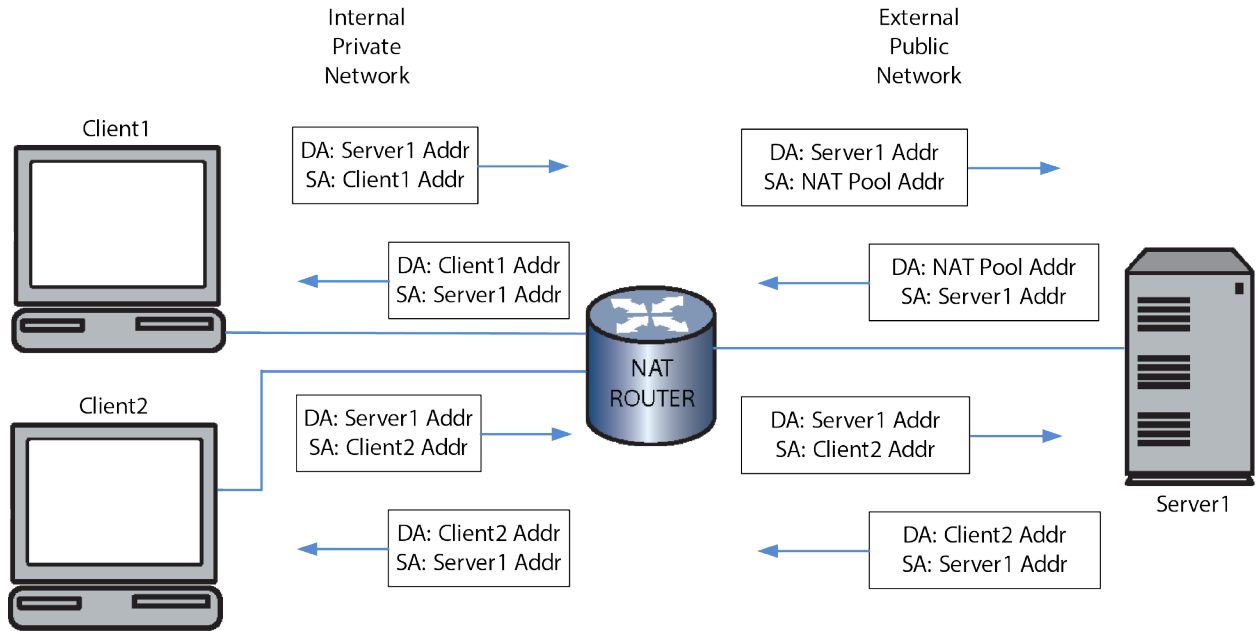 Internal
Private
Network
External
Public
Network
Client1
DA: Server1 Addr
SA: Client1 Addr
DA: Server1 Addr
SA: NAT Pool Addr
DA: Client1 Addr
SA: Server1 Addr
DA: NAT Pool Addr
SA: Server1 Addr
NAT
ROUTER
Client2
DA: Server1 Addr
SA: Client2 Addr
DA: Server1 Addr
SA: Client2 Addr
Server1
DA: Client2 Addr
SA: Server1 Addr
DA: Client2 Addr
SA: Server1 Addr